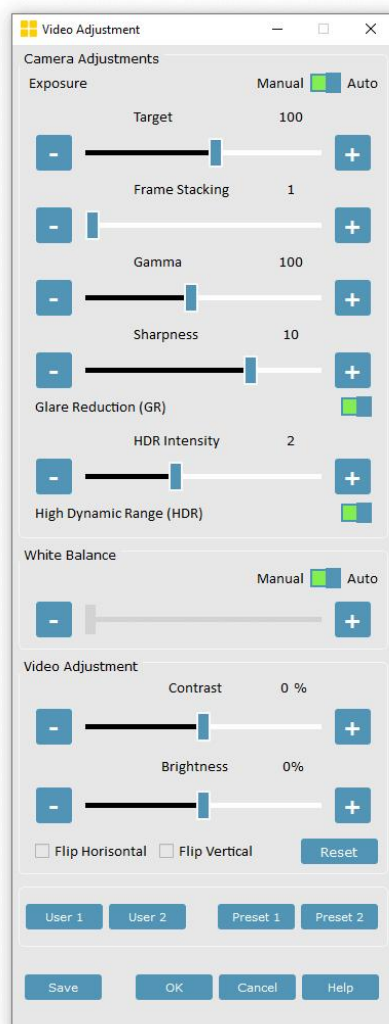 Video Adjustment
Camera Adjustments
Exposure Manual Auto
Target 100
- +
Frame Stacking 1
- +
Gamma 100
- +
Sharpness 10
- +
Glare Reduction (GR)
HDR Intensity 2
- +
High Dynamic Range (HDR)
White Balance
Manual Auto
- +
Video Adjustment
Contrast 0 %
- +
Brightness 0%
- +
Flip Horisontal Flip Vertical Reset
User 1 User 2 Preset 1 Preset 2
Save OK Cancel Help